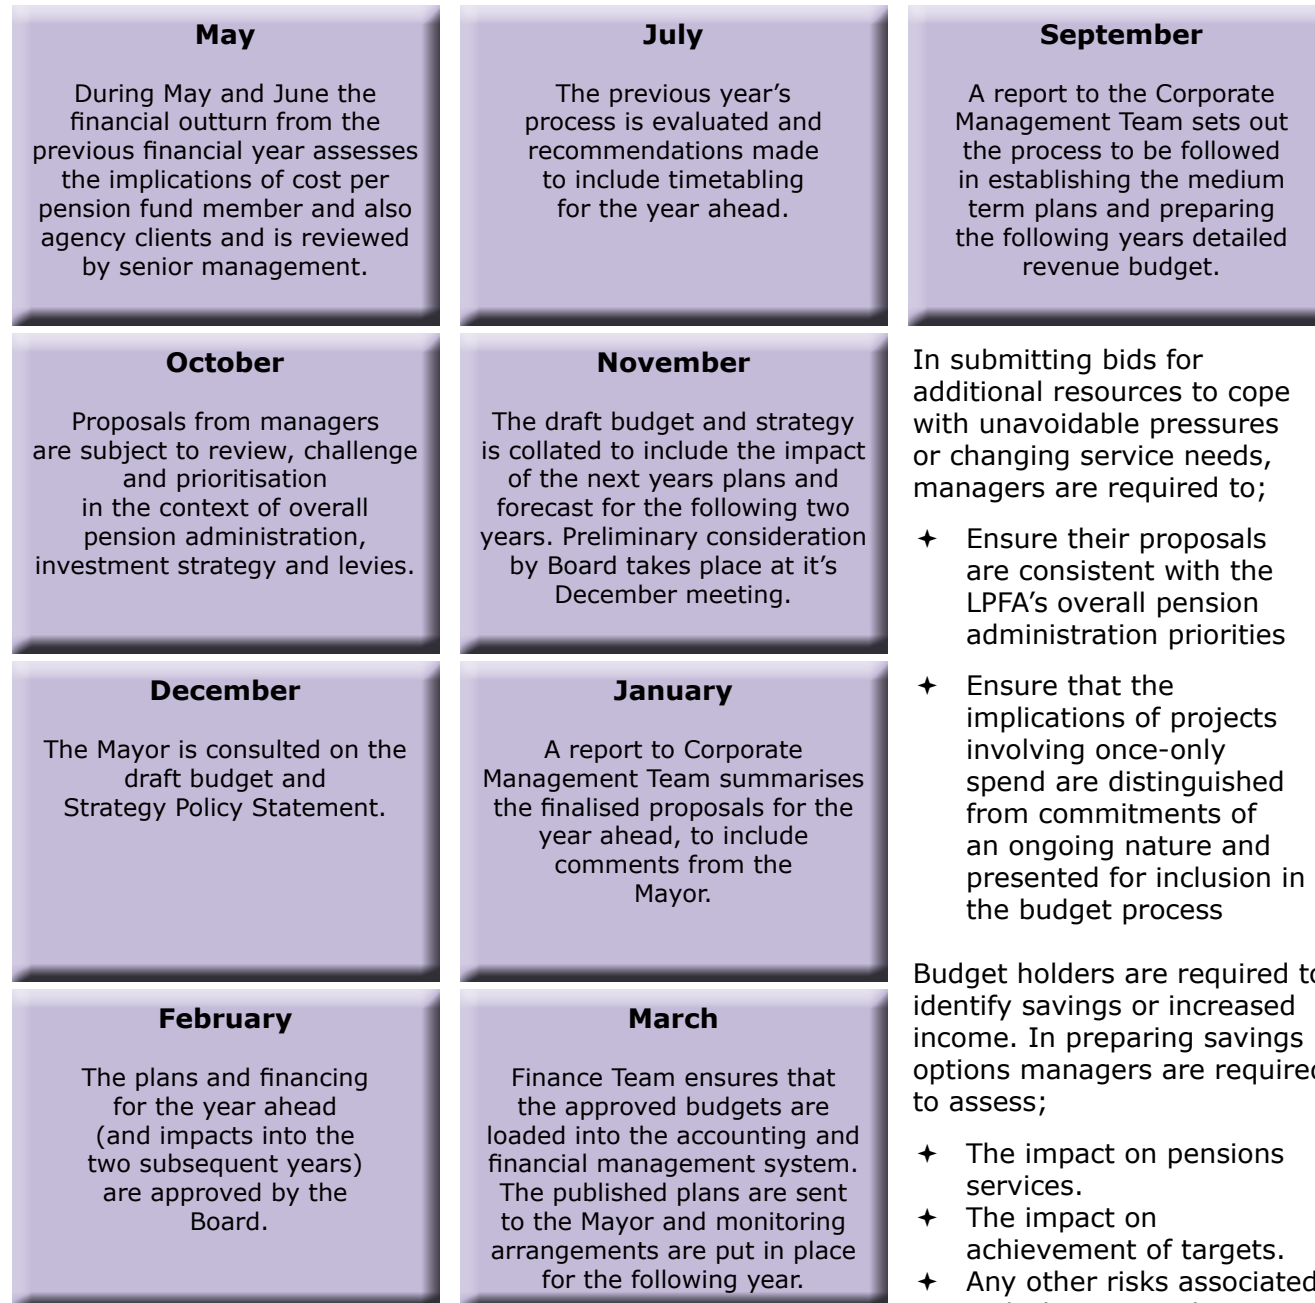 May
During May and June the
financial outturn from the
previous financial year assesses
the implications of cost per
pension fund member and also
agency clients and is reviewed
by senior management.
July
The previous year’s
process is evaluated and
recommendations made
to include timetabling
for the year ahead.
September
A report to the Corporate
Management Team sets out
the process to be followed
in establishing the medium
term plans and preparing
the following years detailed
revenue budget.
October
Proposals from managers
are subject to review, challenge
and prioritisation
in the context of overall
pension administration,
investment strategy and levies.
November
The draft budget and strategy
is collated to include the impact
of the next years plans and
forecast for the following two
years. Preliminary consideration
by Board takes place at it’s
December meeting.
December
The Mayor is consulted on the
draft budget and
Strategy Policy Statement.
January
A report to Corporate
Management Team summarises
the finalised proposals for the
year ahead, to include
comments from the
Mayor.
February
The plans and financing
for the year ahead
(and impacts into the
two subsequent years)
are approved by the
Board.
March
Finance Team ensures that
the approved budgets are
loaded into the accounting and
financial management system.
The published plans are sent
to the Mayor and monitoring
arrangements are put in place
for the following year.
In submitting bids for
additional resources to cope
with unavoidable pressures
or changing service needs,
managers are required to;
✦ Ensure their proposals
are consistent with the
LPFA’s overall pension
administration priorities
✦ Ensure that the
implications of projects
involving once-only
spend are distinguished
from commitments of
an ongoing nature and
presented for inclusion in
the budget process
Budget holders are required to
identify savings or increased
income. In preparing savings
options managers are required
to assess;
✦ The impact on pensions
services.
✦ The impact on
achievement of targets.
✦ Any other risks associated